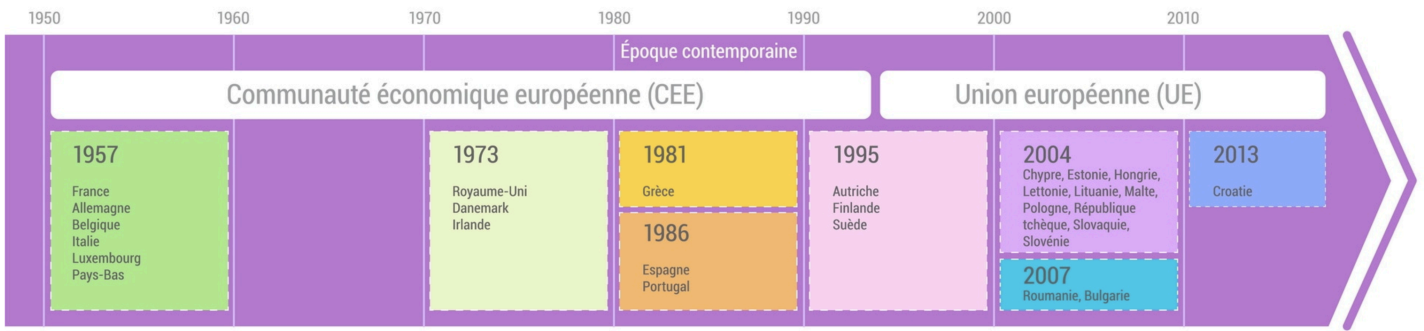 1950 1960 1970 1980 1990 2000 2010
Époque contemporaine
Communauté économique européenne (CEE)
Union européenne (UE)
1957
France
Allemagne
Belgique
Italie
Luxembourg
Pays-Bas
1973
Royaume-Uni
Danemark
Irlande
1981
Grèce
1986
Espagne
Portugal
1995
Autriche
Finlande
Suède
2004
Chypre, Estonie, Hongrie,
Lettonie, Lituanie, Malte,
Pologne, République
tchèque, Slovaquie,
Slovénie
2007
Roumanie, Bulgarie
2013
Croatie